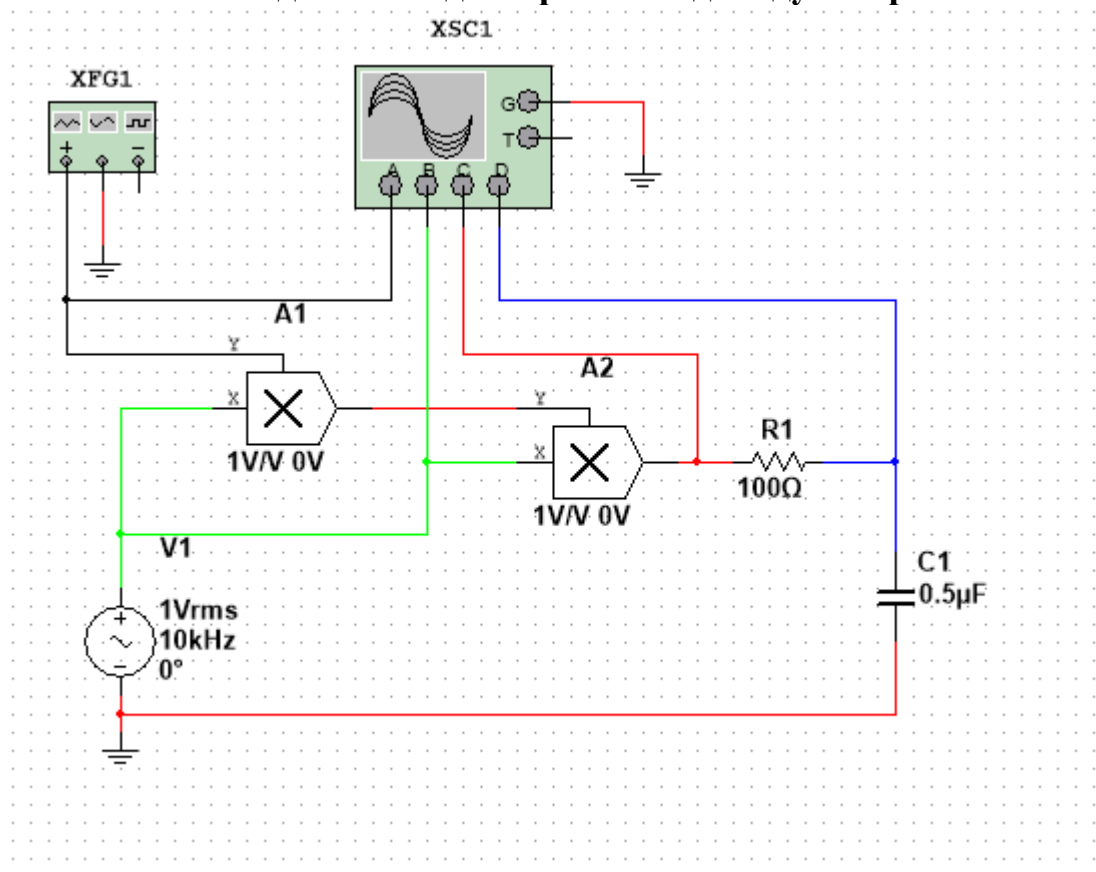 XSC1
XFG1
G
T
+
−
A B C D
A1
Y
A2
X
Y
1V/V 0V
R1
X
100Ω
1V/V 0V
V1
C1
0.5µF
1Vrms
10kHz
0°